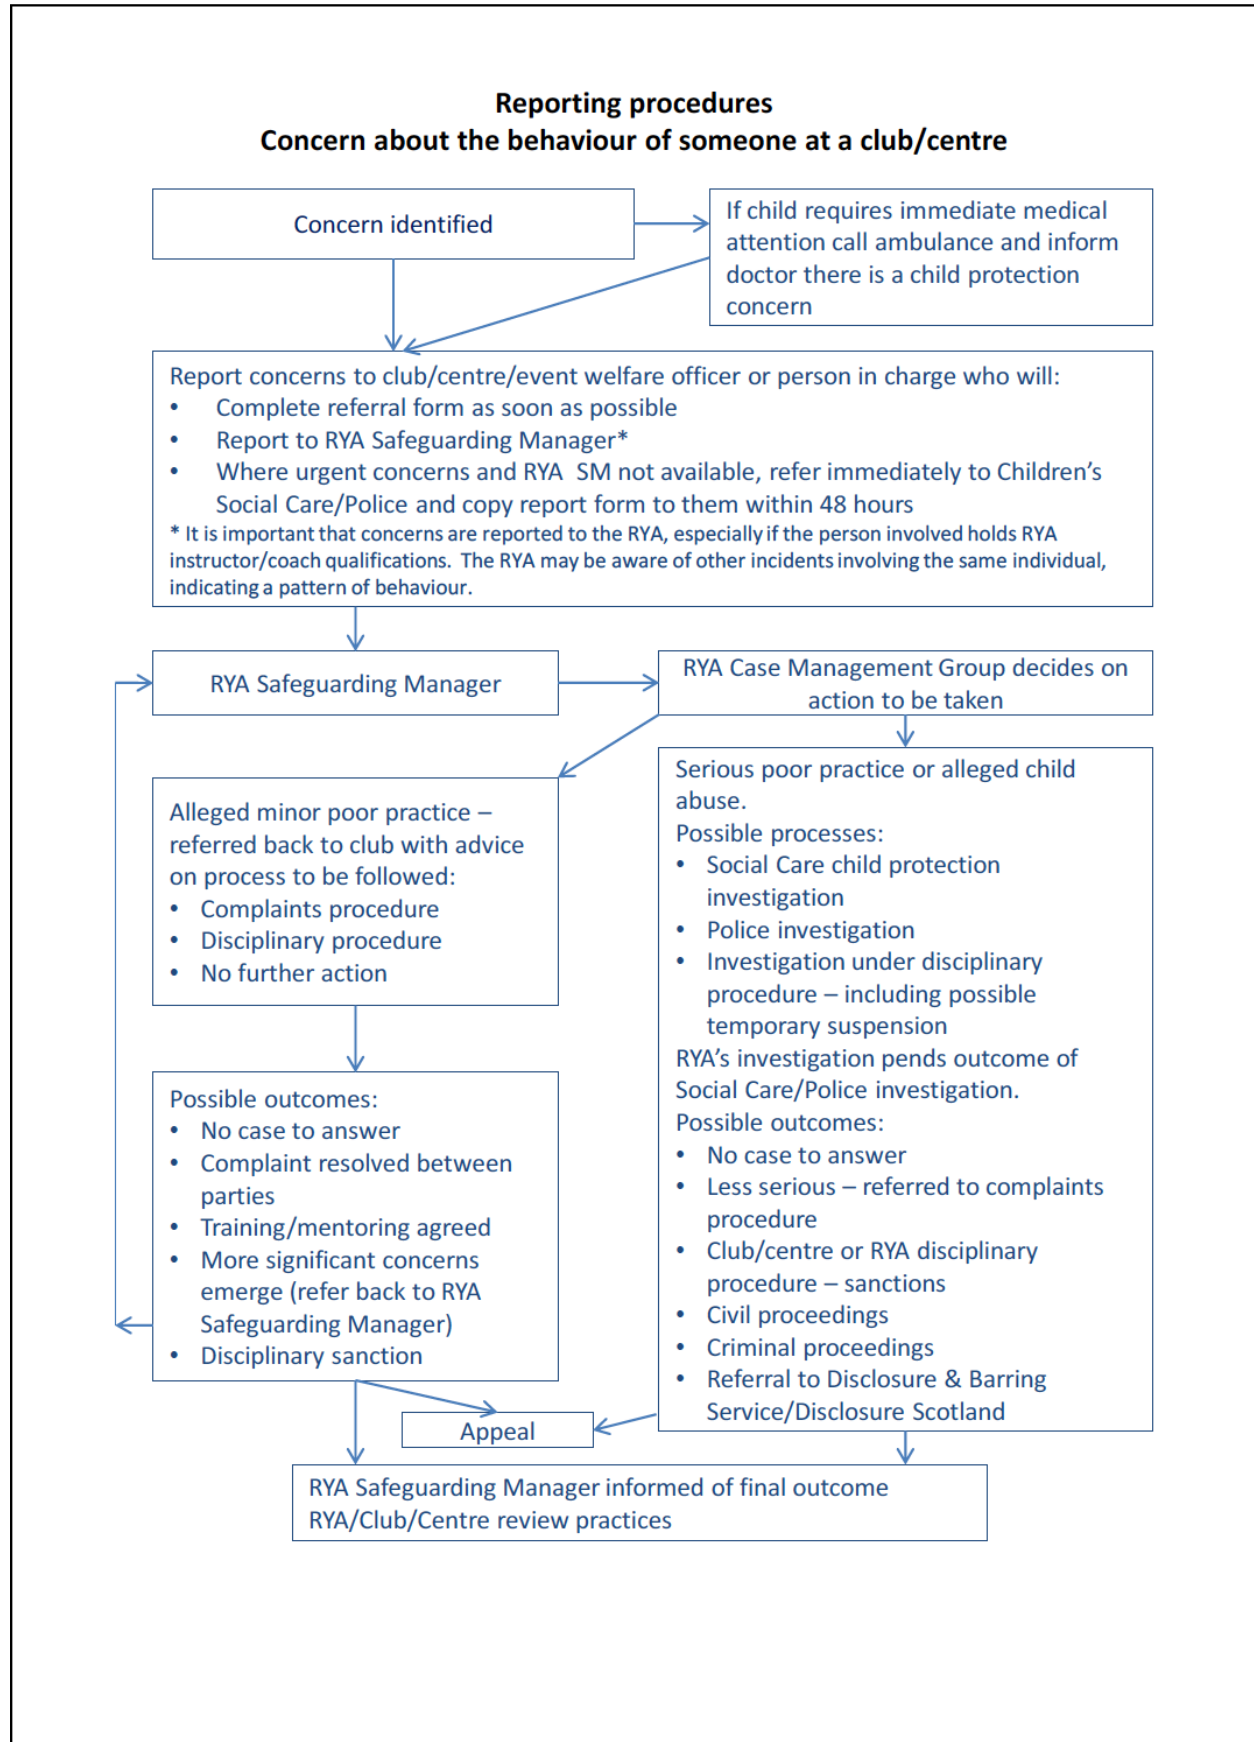 Reporting procedures
Concern about the behaviour of someone at a club/centre
Concern identified
If child requires immediate medical
attention call ambulance and inform
doctor there is a child protection
concern
Report concerns to club/centre/event welfare officer or person in charge who will:
• Complete referral form as soon as possible
• Report to RYA Safeguarding Manager*
• Where urgent concerns and RYA SM not available, refer immediately to Children’s
Social Care/Police and copy report form to them within 48 hours
* It is important that concerns are reported to the RYA, especially if the person involved holds RYA
instructor/coach qualifications. The RYA may be aware of other incidents involving the same individual,
indicating a pattern of behaviour.
RYA Safeguarding Manager
RYA Case Management Group decides on
action to be taken
Alleged minor poor practice –
referred back to club with advice
on process to be followed:
• Complaints procedure
• Disciplinary procedure
• No further action
Serious poor practice or alleged child
abuse.
Possible processes:
• Social Care child protection
investigation
• Police investigation
• Investigation under disciplinary
procedure – including possible
temporary suspension
RYA’s investigation pends outcome of
Social Care/Police investigation.
Possible outcomes:
• No case to answer
• Less serious – referred to complaints
procedure
• Club/centre or RYA disciplinary
procedure – sanctions
• Civil proceedings
• Criminal proceedings
• Referral to Disclosure & Barring
Service/Disclosure Scotland
Possible outcomes:
• No case to answer
• Complaint resolved between
parties
• Training/mentoring agreed
• More significant concerns
emerge (refer back to RYA
Safeguarding Manager)
• Disciplinary sanction
Appeal
RYA Safeguarding Manager informed of final outcome
RYA/Club/Centre review practices